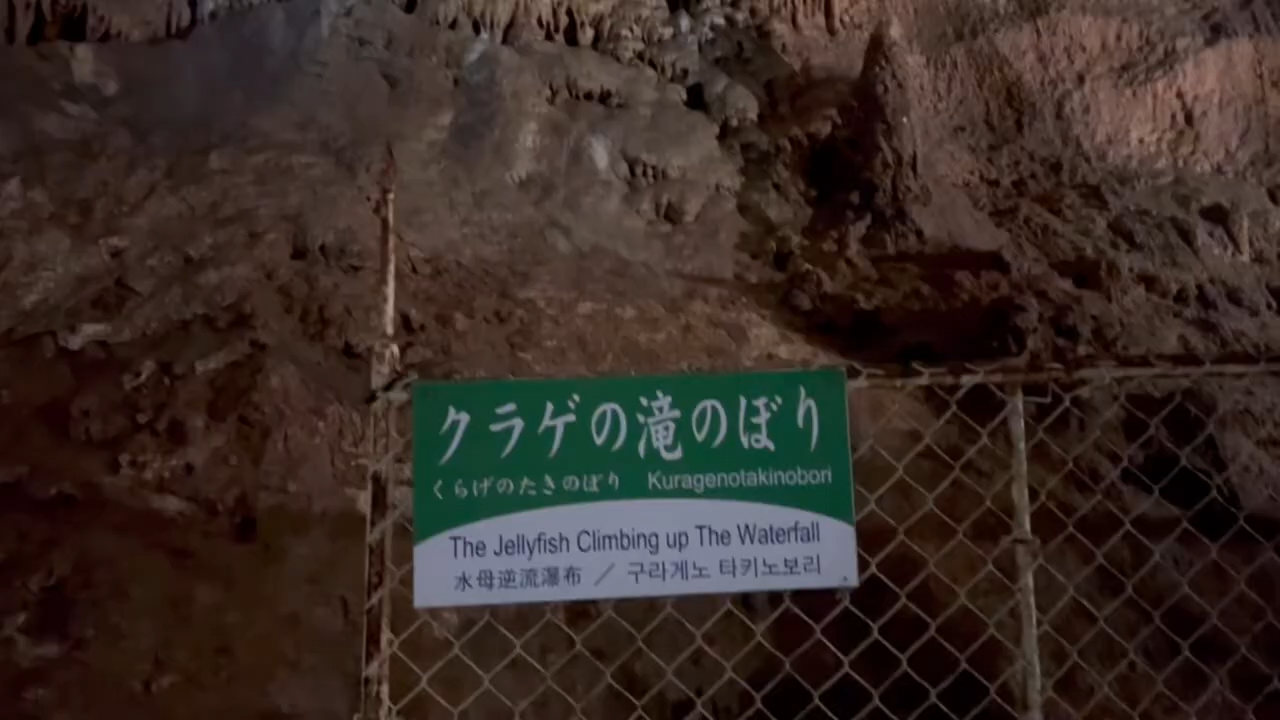 クラゲの滝のぼり
くらげのたきのぼり Kuragenotakinobori
The Jellyfish Climbing up The Waterfall
水母逆流瀑布 ／ 구라게노 타키노보리